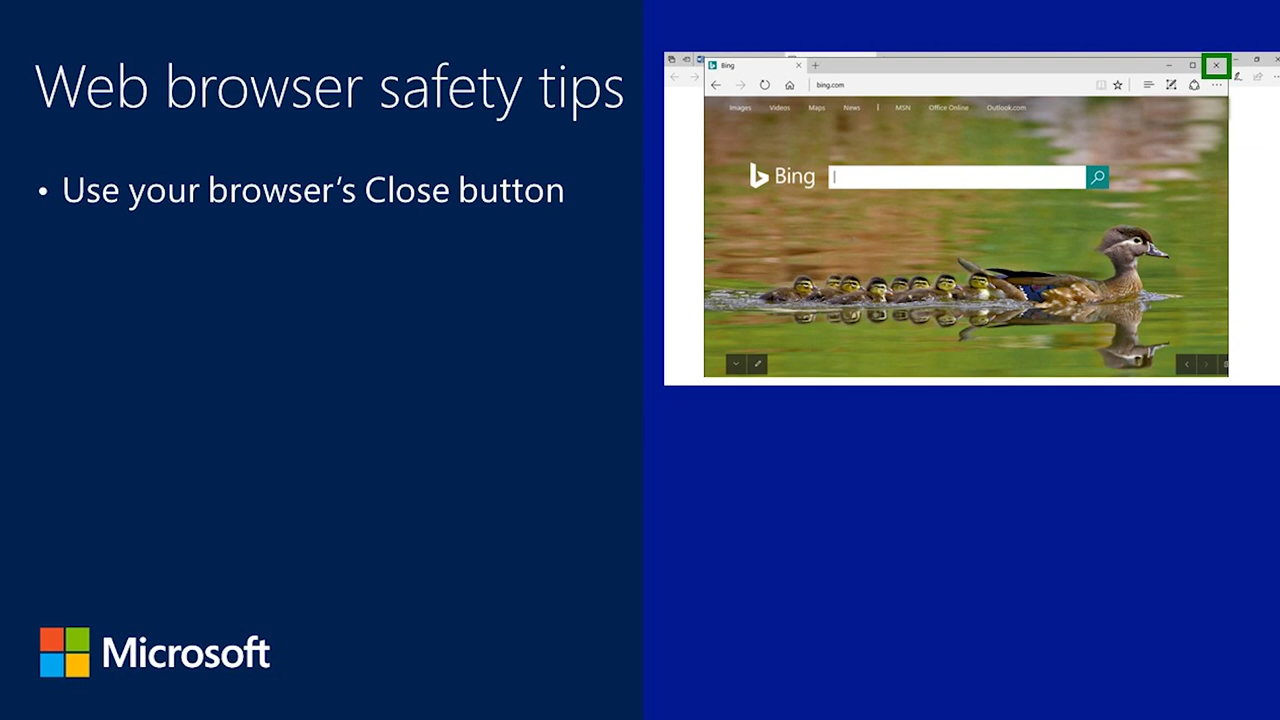 Web browser safety tips
• Use your browser's Close button
Bing
bing.com
Images Videos Maps News | MSN Office Online Outlook.com
Bing
Microsoft